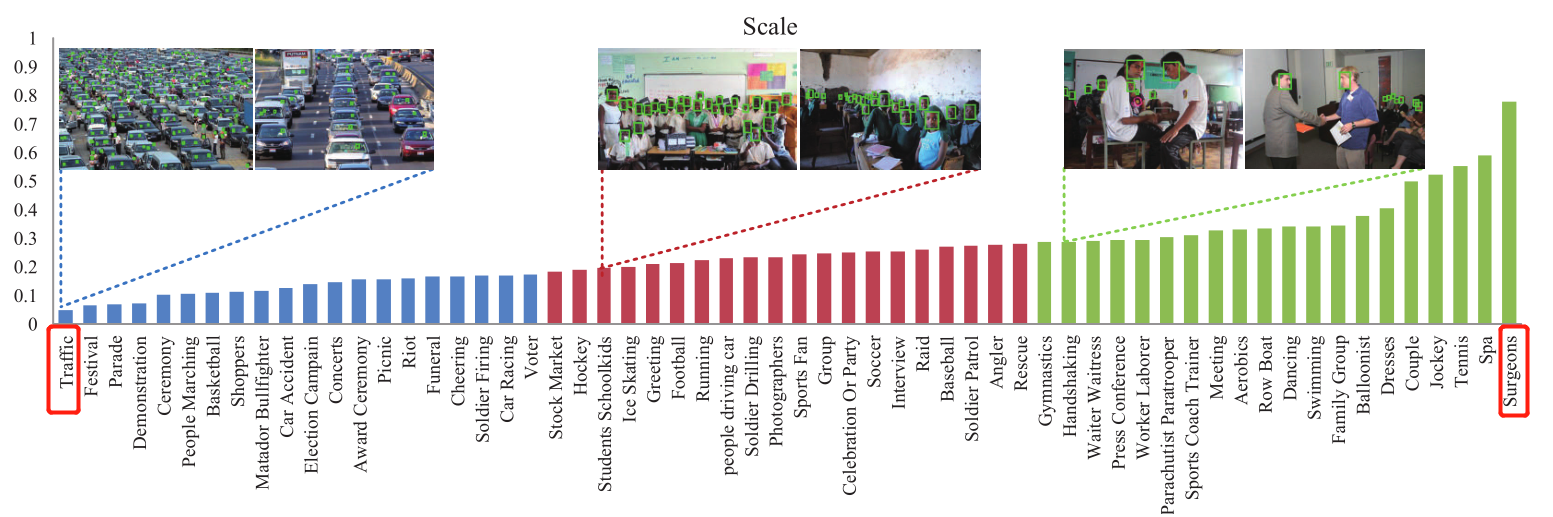 Scale
1
0.9
0.8
0.7
0.6
0.5
0.4
0.3
0.2
0.1
0
Traffic
Festival
Parade
Demonstration
Ceremony
People Marching
Basketball
Shoppers
Matador Bullfighter
Car Accident
Election Campain
Concerts
Award Ceremony
Picnic
Riot
Funeral
Cheering
Soldier Firing
Car Racing
Voter
Stock Market
Hockey
Students Schoolkids
Ice Skating
Greeting
Football
Running
people driving car
Soldier Drilling
Photographers
Sports Fan
Group
Celebration Or Party
Soccer
Interview
Raid
Baseball
Soldier Patrol
Angler
Rescue
Gymnastics
Handshaking
Waiter Waitress
Press Conference
Worker Laborer
Parachutist Paratrooper
Sports Coach Trainer
Meeting
Aerobics
Row Boat
Dancing
Swimming
Family Group
Balloonist
Dresses
Couple
Jockey
Tennis
Spa
Surgeons